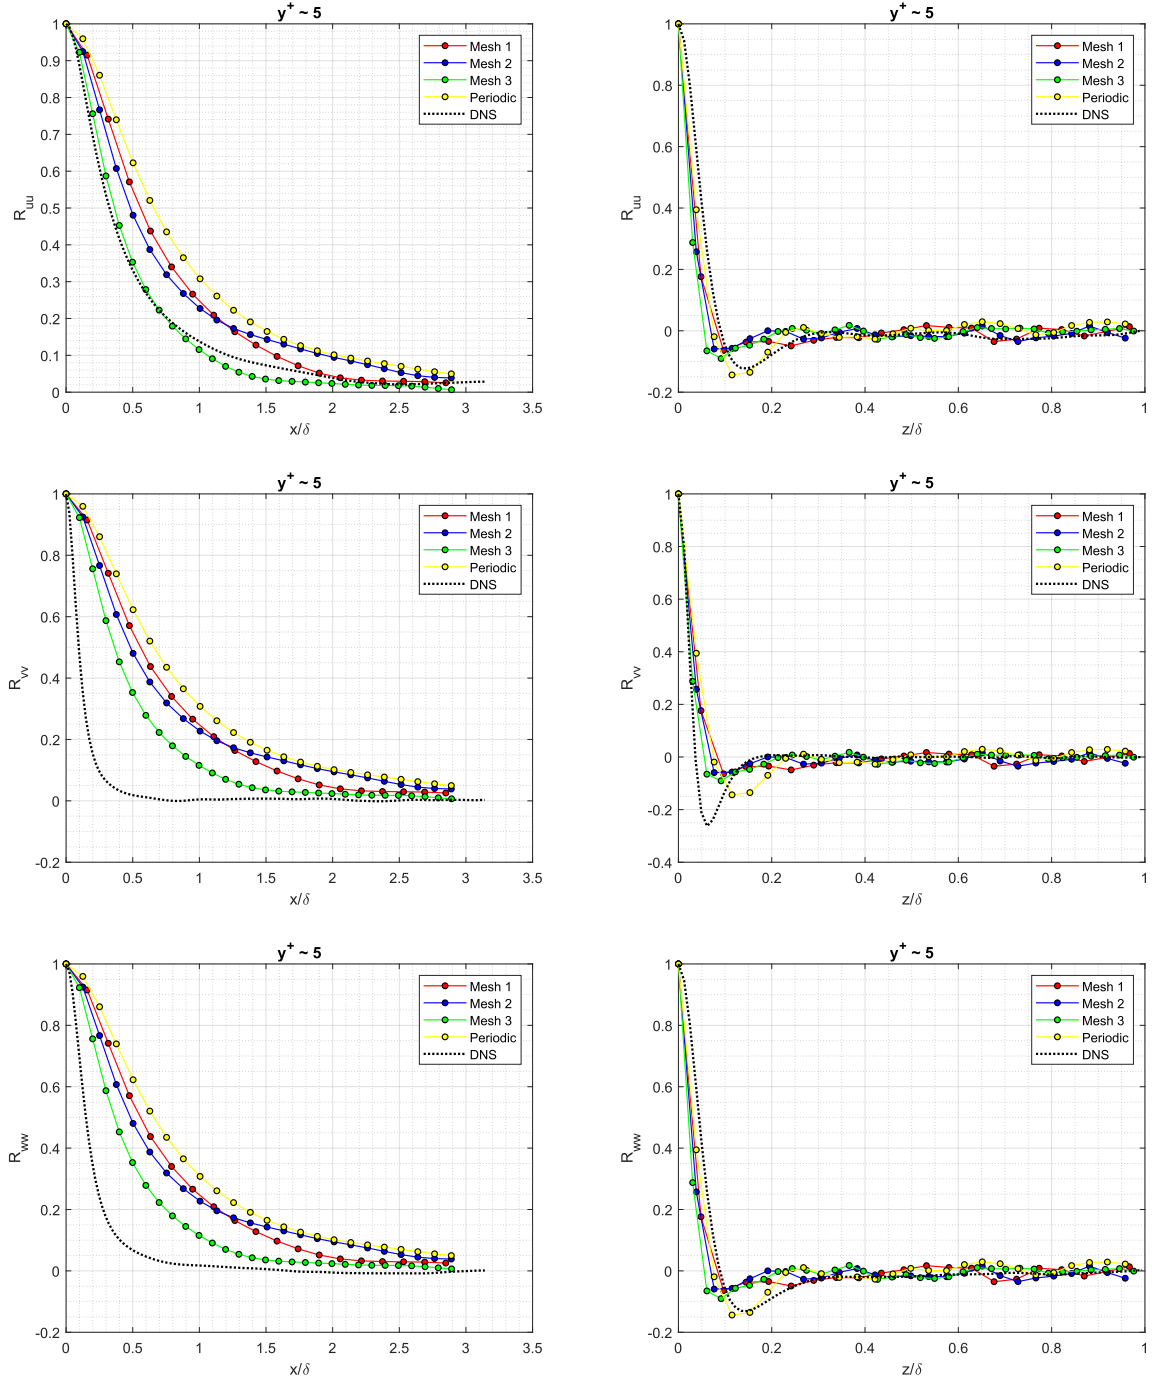 y+ ~ 5
1
0.9
0.8
0.7
0.6
0.5
0.4
0.3
0.2
0.1
0
Ruu
0 0.5 1 1.5 2 2.5 3 3.5
x/δ
Mesh 1
Mesh 2
Mesh 3
Periodic
DNS
y+ ~ 5
1
0.8
0.6
0.4
0.2
0
-0.2
Ruu
0 0.2 0.4 0.6 0.8 1
z/δ
Mesh 1
Mesh 2
Mesh 3
Periodic
DNS
y+ ~ 5
1
0.8
0.6
0.4
0.2
0
-0.2
Rvv
0 0.5 1 1.5 2 2.5 3 3.5
x/δ
Mesh 1
Mesh 2
Mesh 3
Periodic
DNS
y+ ~ 5
1
0.8
0.6
0.4
0.2
0
-0.2
-0.4
Rvv
0 0.2 0.4 0.6 0.8 1
z/δ
Mesh 1
Mesh 2
Mesh 3
Periodic
DNS
y+ ~ 5
1
0.8
0.6
0.4
0.2
0
-0.2
Rww
0 0.5 1 1.5 2 2.5 3 3.5
x/δ
Mesh 1
Mesh 2
Mesh 3
Periodic
DNS
y+ ~ 5
1
0.8
0.6
0.4
0.2
0
-0.2
Rww
0 0.2 0.4 0.6 0.8 1
z/δ
Mesh 1
Mesh 2
Mesh 3
Periodic
DNS